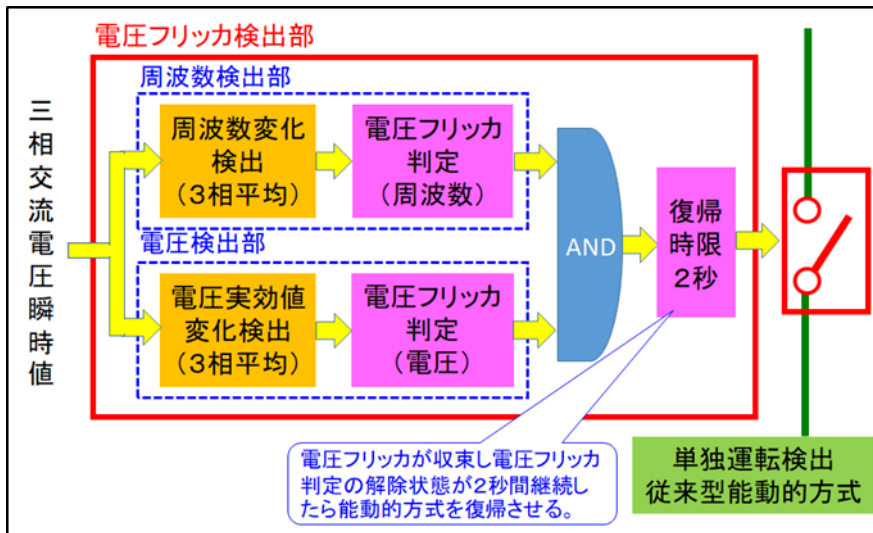 電圧フリッカ検出部
三相交流電圧瞬時値
周波数検出部
周波数変化
検出
(3相平均)
電圧フリッカ
判定
(周波数)
電圧検出部
電圧実効値
変化検出
(3相平均)
電圧フリッカ
判定
(電圧)
AND
復帰
時限
2秒
電圧フリッカが収束し電圧フリッカ
判定の解除状態が2秒間継続し
たら能動的方式を復帰させる。
単独運転検出
従来型能動的方式